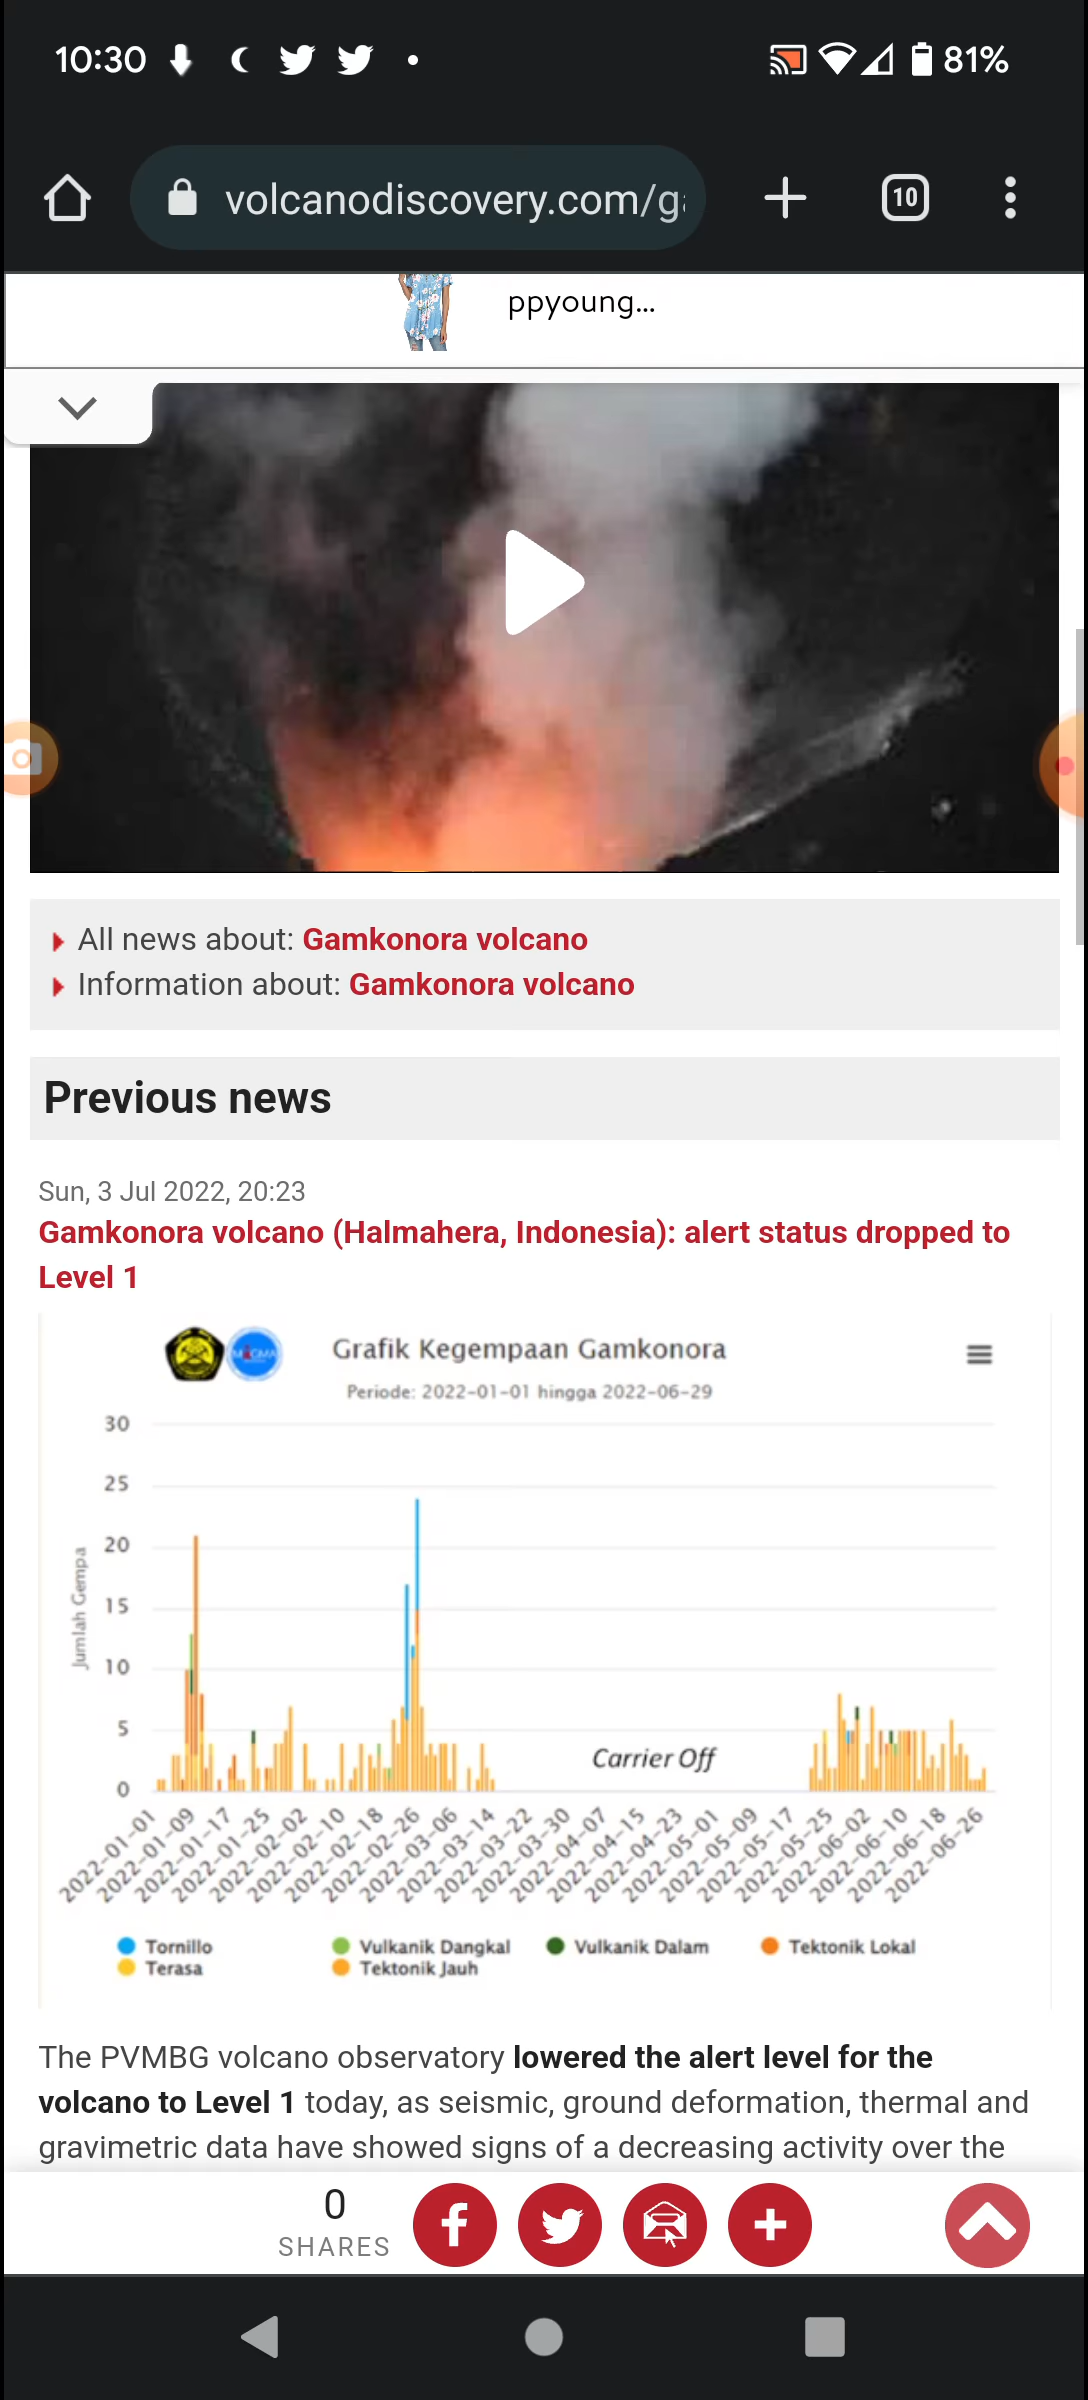 10:30
81%
volcanodiscovery.com/g
10
ppyoung...
All news about: Gamkonora volcano
Information about: Gamkonora volcano
Previous news
Sun, 3 Jul 2022, 20:23
Gamkonora volcano (Halmahera, Indonesia): alert status dropped to
Level 1
MAGMA
Grafik Kegempaan Gamkonora
Periode: 2022-01-01 hingga 2022-06-29
30
25
20
15
10
5
0
Jumlah Gempa
Carrier Off
2022-01-01
2022-01-09
2022-01-17
2022-01-25
2022-02-02
2022-02-10
2022-02-18
2022-02-26
2022-03-06
2022-03-14
2022-03-22
2022-03-30
2022-04-07
2022-04-15
2022-04-23
2022-05-01
2022-05-09
2022-05-17
2022-05-25
2022-06-02
2022-06-10
2022-06-18
2022-06-26
Tornillo
Vulkanik Dangkal
Vulkanik Dalam
Tektonik Lokal
Terasa
Tektonik Jauh
The PVMBG volcano observatory lowered the alert level for the
volcano to Level 1 today, as seismic, ground deformation, thermal and
gravimetric data have showed signs of a decreasing activity over the
0
SHARES